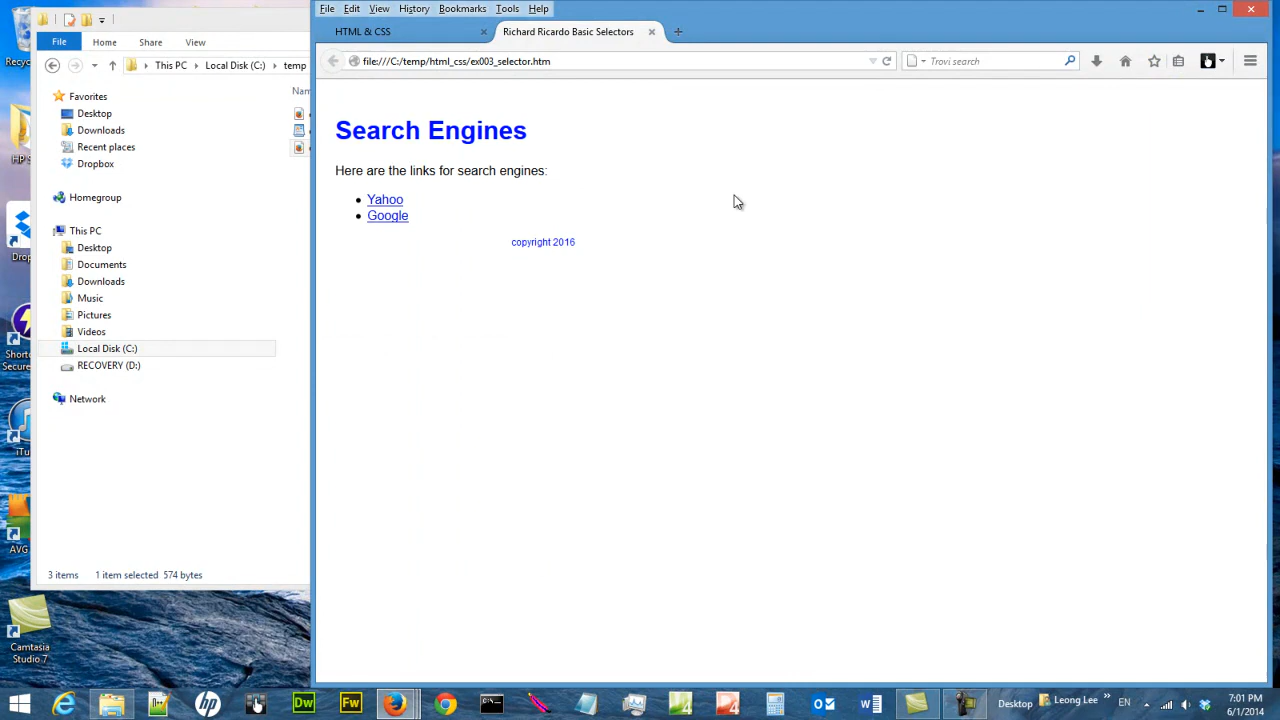 File Edit View History Bookmarks Tools Help
HTML & CSS
Richard Ricardo Basic Selectors
file:///C:/temp/html_css/ex003_selector.htm
Trovi search
Search Engines
Here are the links for search engines:
Yahoo
Google
copyright 2016
File Home Share View
This PC Local Disk (C:) temp
Favorites
Desktop
Downloads
Recent places
Dropbox
Homegroup
This PC
Desktop
Documents
Downloads
Music
Pictures
Videos
Local Disk (C:)
RECOVERY (D:)
Network
3 items 1 item selected 574 bytes
Camtasia
Studio 7
Dw
Fw
Desktop
Leong Lee
EN
7:01 PM
6/1/2014